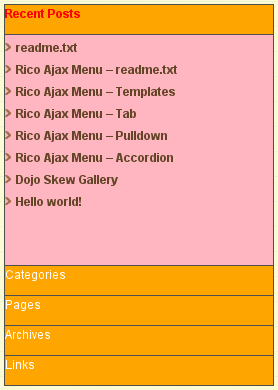 Recent Posts
readme.txt
Rico Ajax Menu – readme.txt
Rico Ajax Menu – Templates
Rico Ajax Menu – Tab
Rico Ajax Menu – Pulldown
Rico Ajax Menu – Accordion
Dojo Skew Gallery
Hello world!
Categories
Pages
Archives
Links